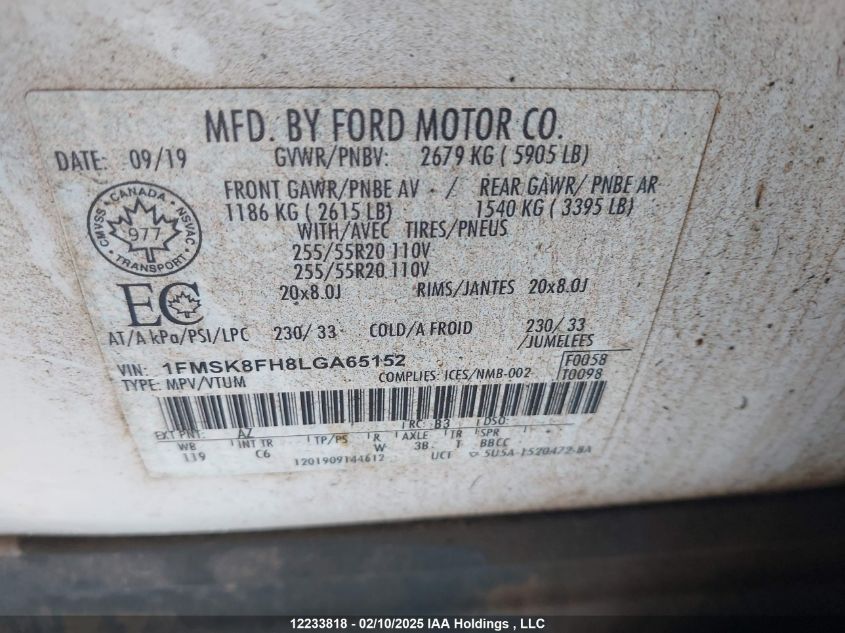 MFD. BY FORD MOTOR CO.
DATE: 09/19 GVWR/PNBV: 2679 KG ( 5905 LB)
FRONT GAWR/PNBE AV / REAR GAWR/ PNBE AR
1186 KG ( 2615 LB) 1540 KG ( 3395 LB)
WITH/AVEC TIRES/PNEUS
255/55R20 110V
255/55R20 110V
20x8.0J RIMS/JANTES 20x8.0J
CANADA
CMVSS 977 NSVAC
TRANSPORT
EC
AT/A kPa/PSI/LPC 230/ 33 COLD/A FROID 230/ 33
/JUMELEES
VIN: 1FMSK8FH8LGA65152 F0058
TYPE: MPV/VTUM COMPLIES: ICES/NMB-002 T0098
EXT PNT: AZ RC: B3 DSO:
WB INT TR TP/PS R AXLE TR SPR
119 C6 W 3B T BBCC
1201909144612 UCF 5U5A-1520472-BA
12233818 - 02/10/2025 IAA Holdings , LLC